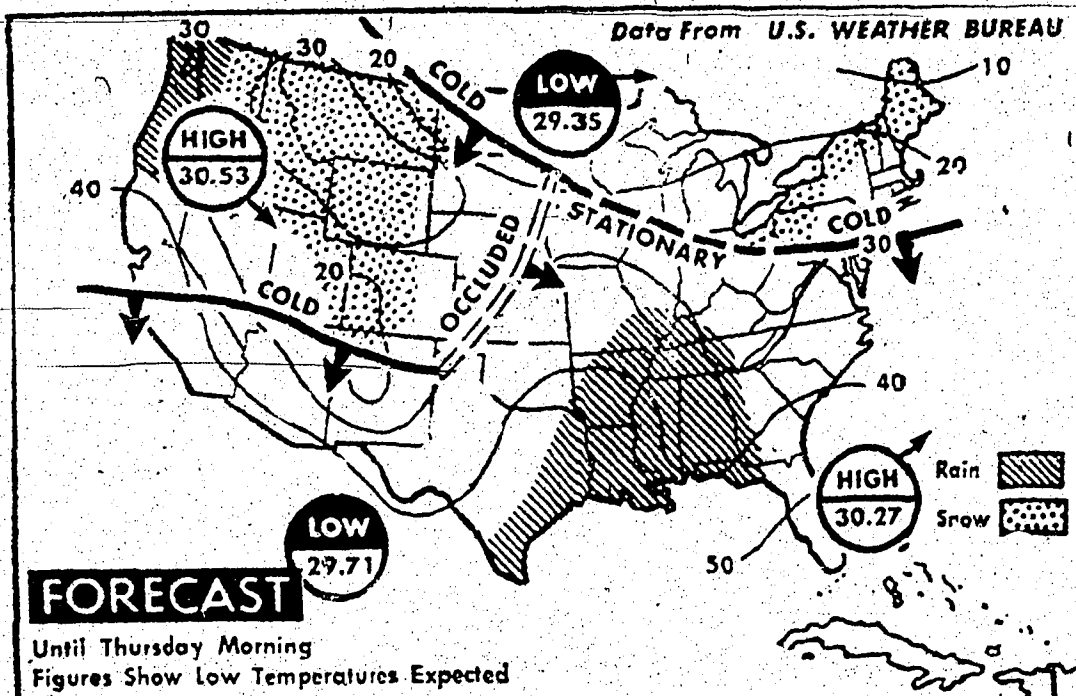 Data From U.S. WEATHER BUREAU
30
30
20
COLD
LOW
29.35
10
HIGH
30.53
40
20
STATIONARY
COLD
30
OCCLUDED
20
COLD
40
HIGH
30.27
Rain
Snow
50
LOW
29.71
FORECAST
Until Thursday Morning
Figures Show Low Temperatures Expected